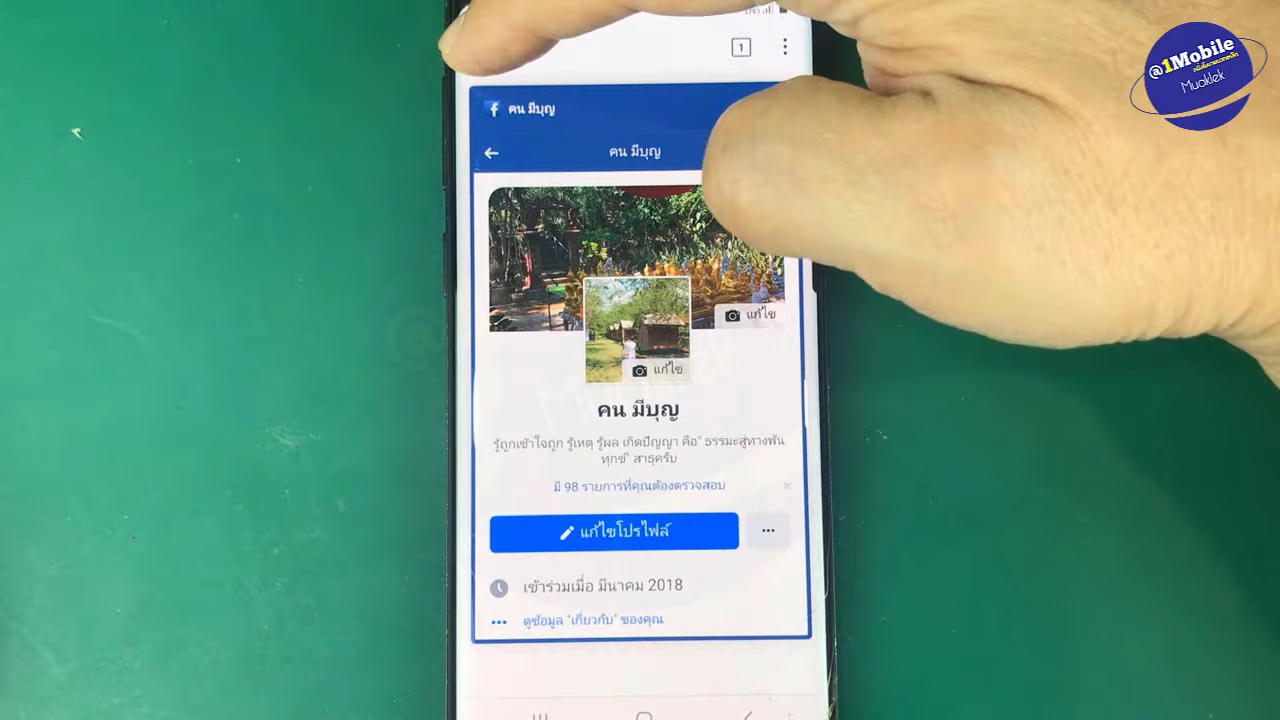 1
@1Mobile
Muaklek
คน มีบุญ
คน มีบุญ
แก้ไข
แก้ไข
คน มีบุญ
รู้ถูกเข้าใจถูก รู้เหตุ รู้ผล เกิดปัญญา คือ" ธรรมะสู่ทางพ้น
ทุกข์" สาธุครับ
มี 98 รายการที่คุณต้องตรวจสอบ
แก้ไขโปรไฟล์
เข้าร่วมเมื่อ มีนาคม 2018
ดูข้อมูล "เกี่ยวกับ" ของคุณ